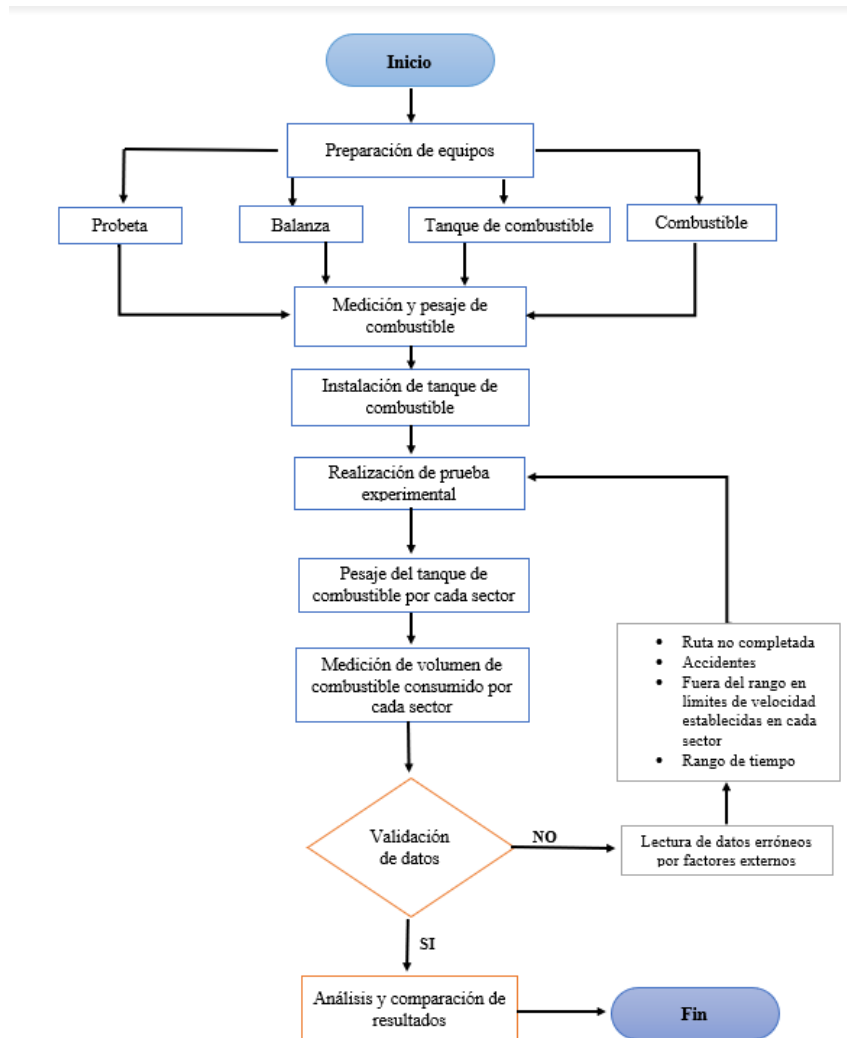 Inicio
Preparación de equipos
Probeta
Balanza
Tanque de combustible
Combustible
Medición y pesaje de
combustible
Instalación de tanque de
combustible
Realización de prueba
experimental
Pesaje del tanque de
combustible por cada sector
Medición de volumen de
combustible consumido por
cada sector
Validación
de datos
NO
Lectura de datos erróneos
por factores externos
• Ruta no completada
• Accidentes
• Fuera del rango en
límites de velocidad
establecidas en cada
sector
• Rango de tiempo
SI
Análisis y comparación de
resultados
Fin